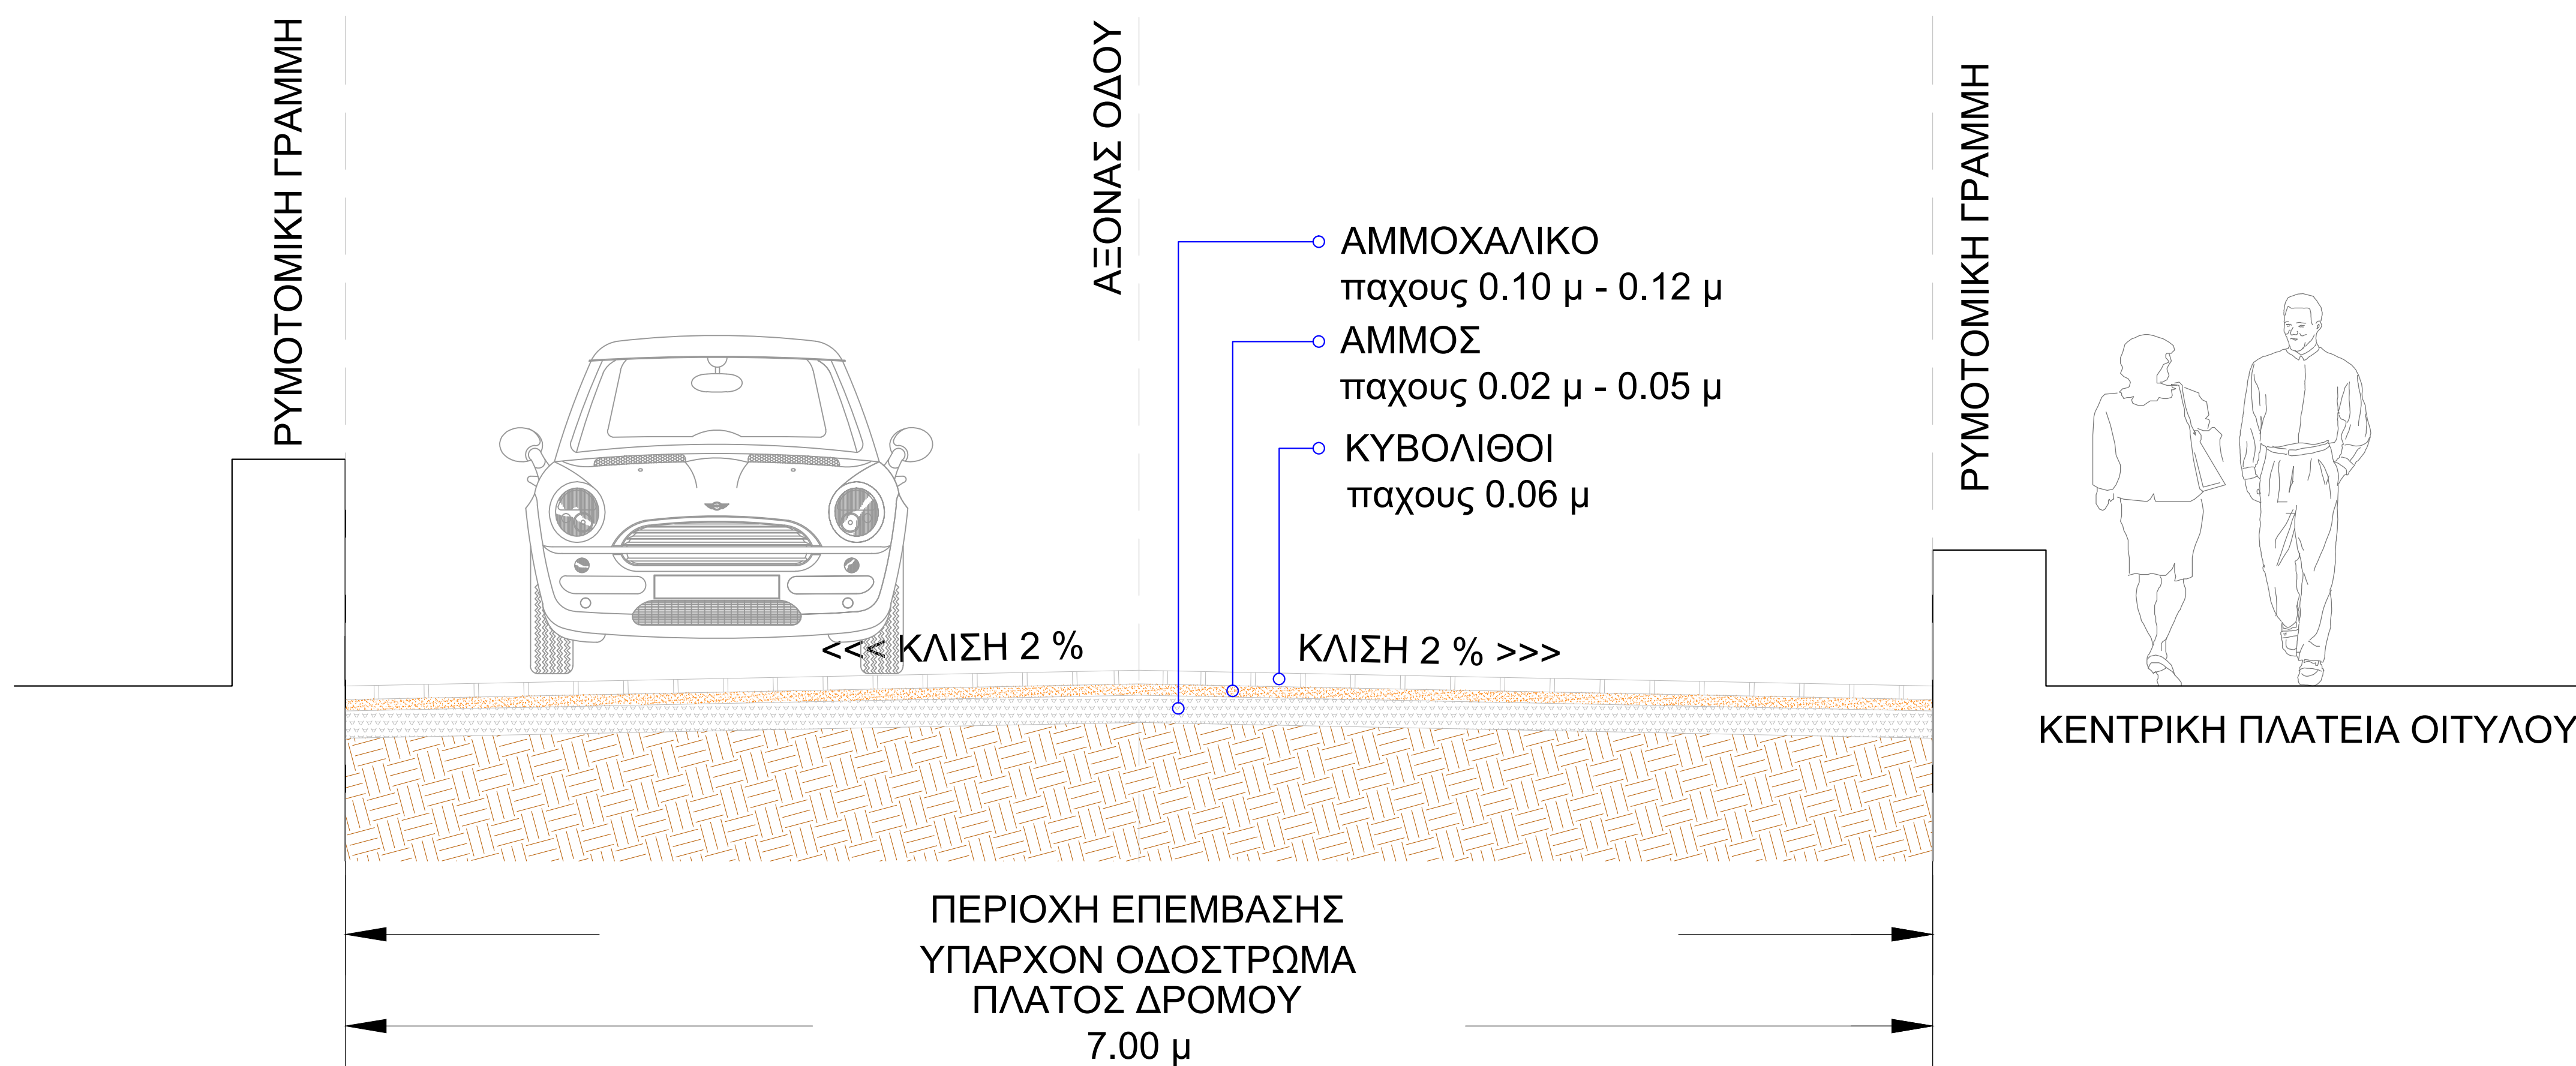 ΡΥΜΟΤΟΜΙΚΗ ΓΡΑΜΜΗ
ΑΞΟΝΑΣ ΟΔΟΥ
ΡΥΜΟΤΟΜΙΚΗ ΓΡΑΜΜΗ
ΑΜΜΟΧΑΛΙΚΟ
παχους 0.10 μ - 0.12 μ
ΑΜΜΟΣ
παχους 0.02 μ - 0.05 μ
ΚΥΒΟΛΙΘΟΙ
παχους 0.06 μ
<<< ΚΛΙΣΗ 2 %
ΚΛΙΣΗ 2 % >>>
ΚΕΝΤΡΙΚΗ ΠΛΑΤΕΙΑ ΟΙΤΥΛΟΥ
ΠΕΡΙΟΧΗ ΕΠΕΜΒΑΣΗΣ
ΥΠΑΡΧΟΝ ΟΔΟΣΤΡΩΜΑ
ΠΛΑΤΟΣ ΔΡΟΜΟΥ
7.00 μ